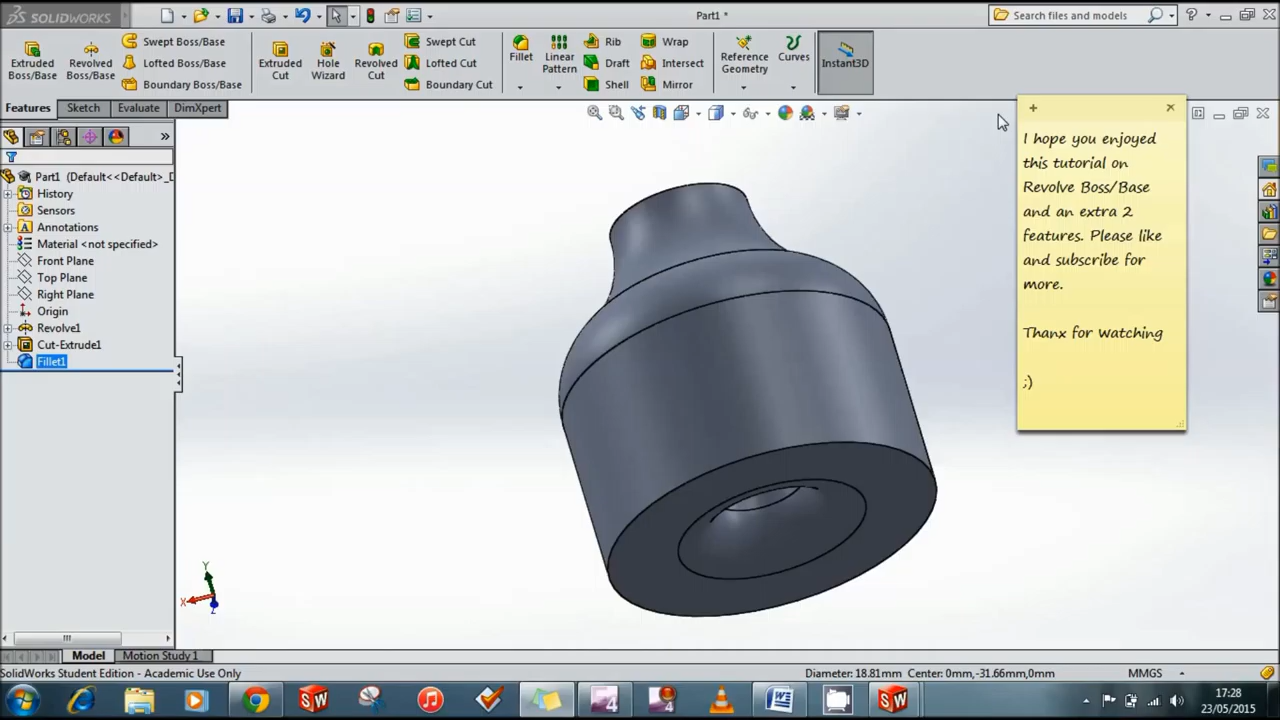 SOLIDWORKS
Part1 *
Search files and models
Extruded Boss/Base
Revolved Boss/Base
Swept Boss/Base
Lofted Boss/Base
Boundary Boss/Base
Extruded Cut
Hole Wizard
Revolved Cut
Swept Cut
Lofted Cut
Boundary Cut
Fillet
Linear Pattern
Rib
Draft
Shell
Wrap
Intersect
Mirror
Reference Geometry
Curves
Instant3D
Features
Sketch
Evaluate
DimXpert
Part1 (Default<<Default>_D
History
Sensors
Annotations
Material <not specified>
Front Plane
Top Plane
Right Plane
Origin
Revolve1
Cut-Extrude1
Fillet1
I hope you enjoyed
this tutorial on
Revolve Boss/Base
and an extra 2
features. Please like
and subscribe for
more.
Thanx for watching
;)
Y
X
Z
Model
Motion Study 1
SolidWorks Student Edition - Academic Use Only
Diameter: 18.81mm Center: 0mm,-31.66mm,0mm
MMGS
17:28
23/05/2015